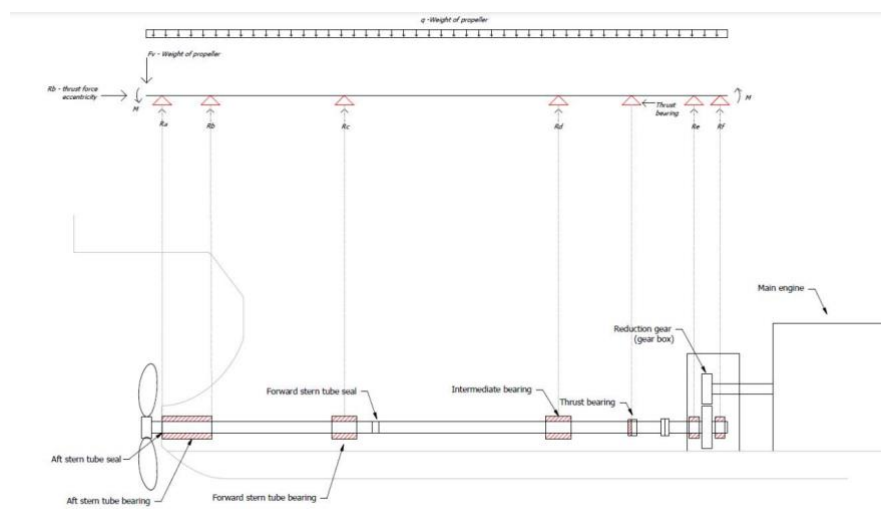 q -Weight of propeller
Fv - Weight of propeller
Rb - thrust force
eccentricity
M
Thrust
bearing
M
Ra
Rb
Rc
Rd
Re
Rf
Main engine
Reduction gear
(gear box)
Forward stern tube seal
Intermediate bearing
Thrust bearing
Aft stern tube seal
Aft stern tube bearing
Forward stern tube bearing